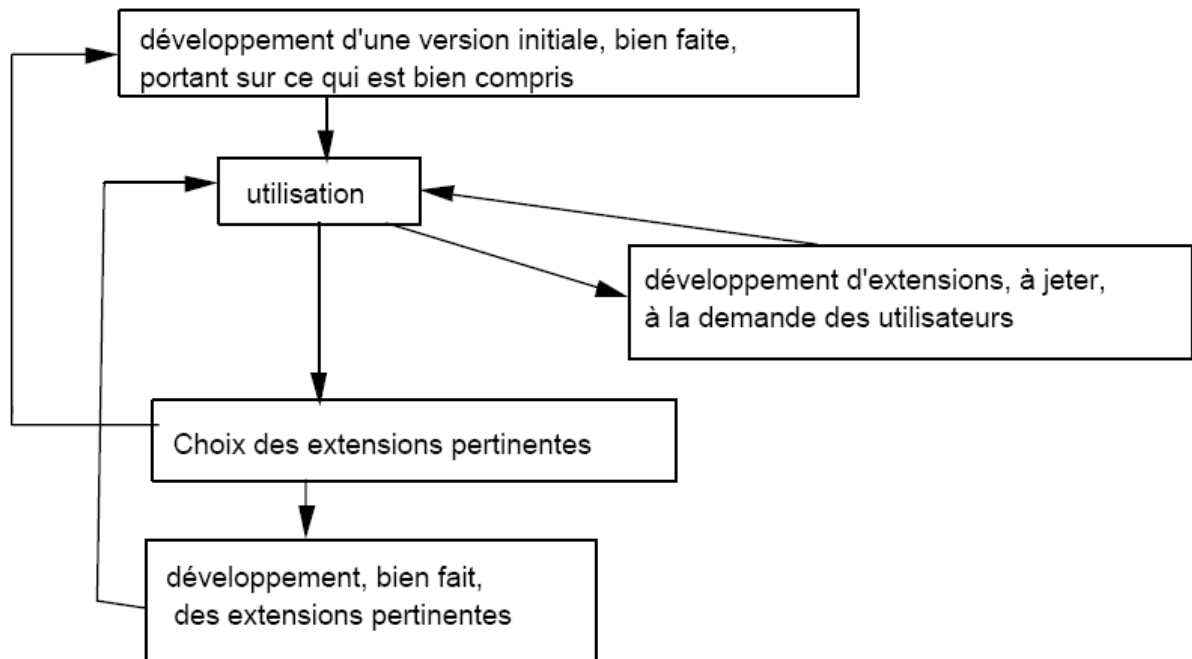 développement d'une version initiale, bien faite,
portant sur ce qui est bien compris
utilisation
développement d'extensions, à jeter,
à la demande des utilisateurs
Choix des extensions pertinentes
développement, bien fait,
des extensions pertinentes